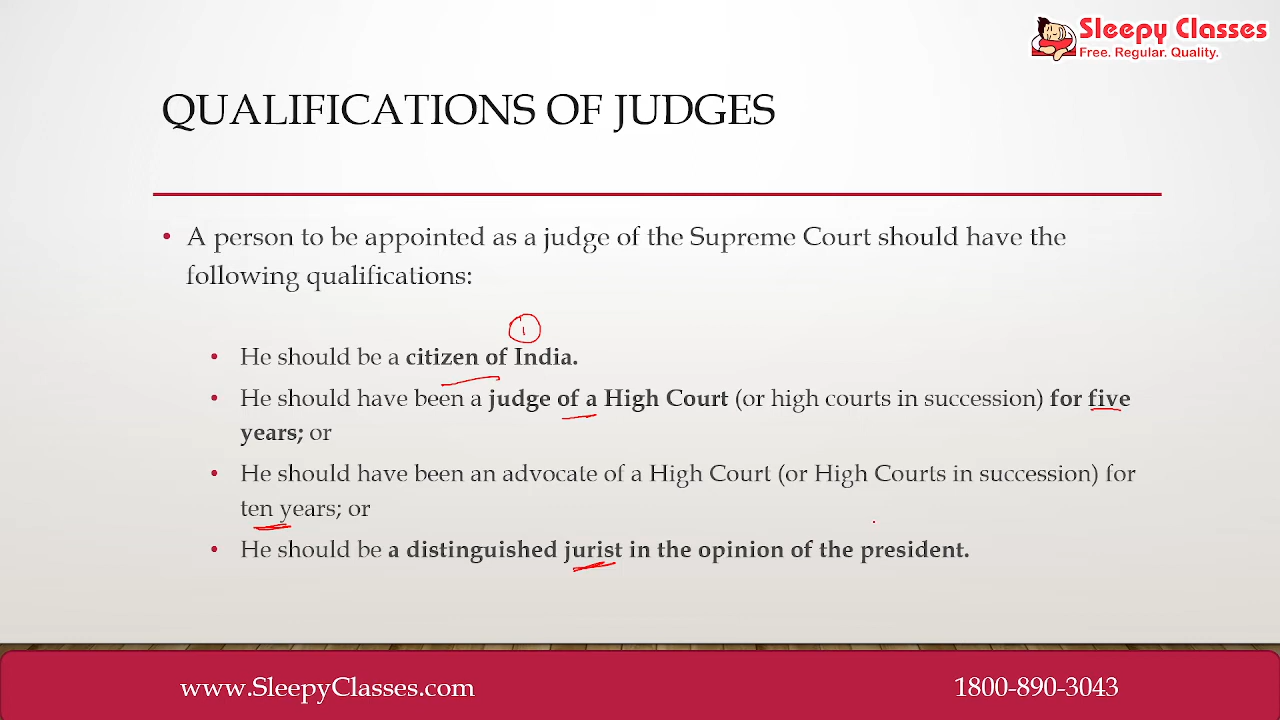 Sleepy Classes
Free. Regular. Quality.
QUALIFICATIONS OF JUDGES
• A person to be appointed as a judge of the Supreme Court should have the
following qualifications:
1
• He should be a citizen of India.
• He should have been a judge of a High Court (or high courts in succession) for five
years; or
• He should have been an advocate of a High Court (or High Courts in succession) for
ten years; or
• He should be a distinguished jurist in the opinion of the president.
www.SleepyClasses.com
1800-890-3043